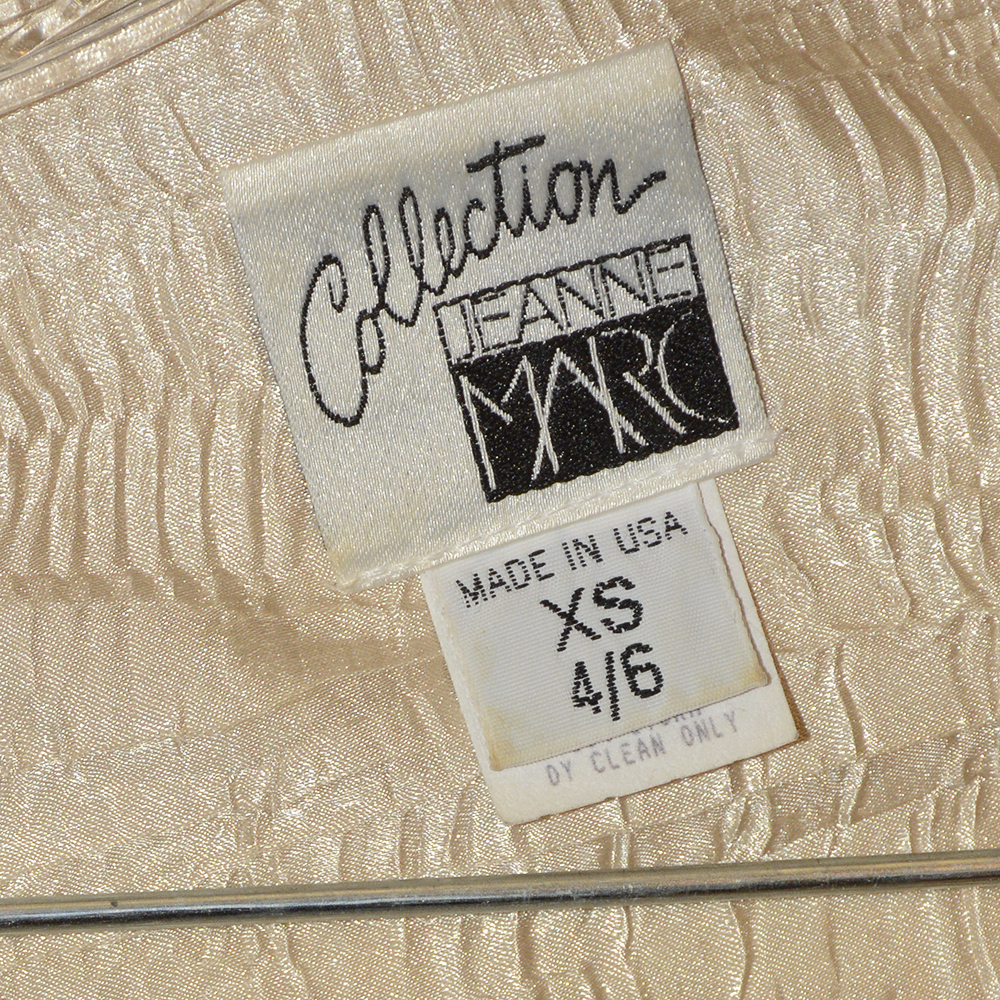 Collection
JEANNE
MARC
MADE IN USA
XS
4/6
DY CLEAN ONLY